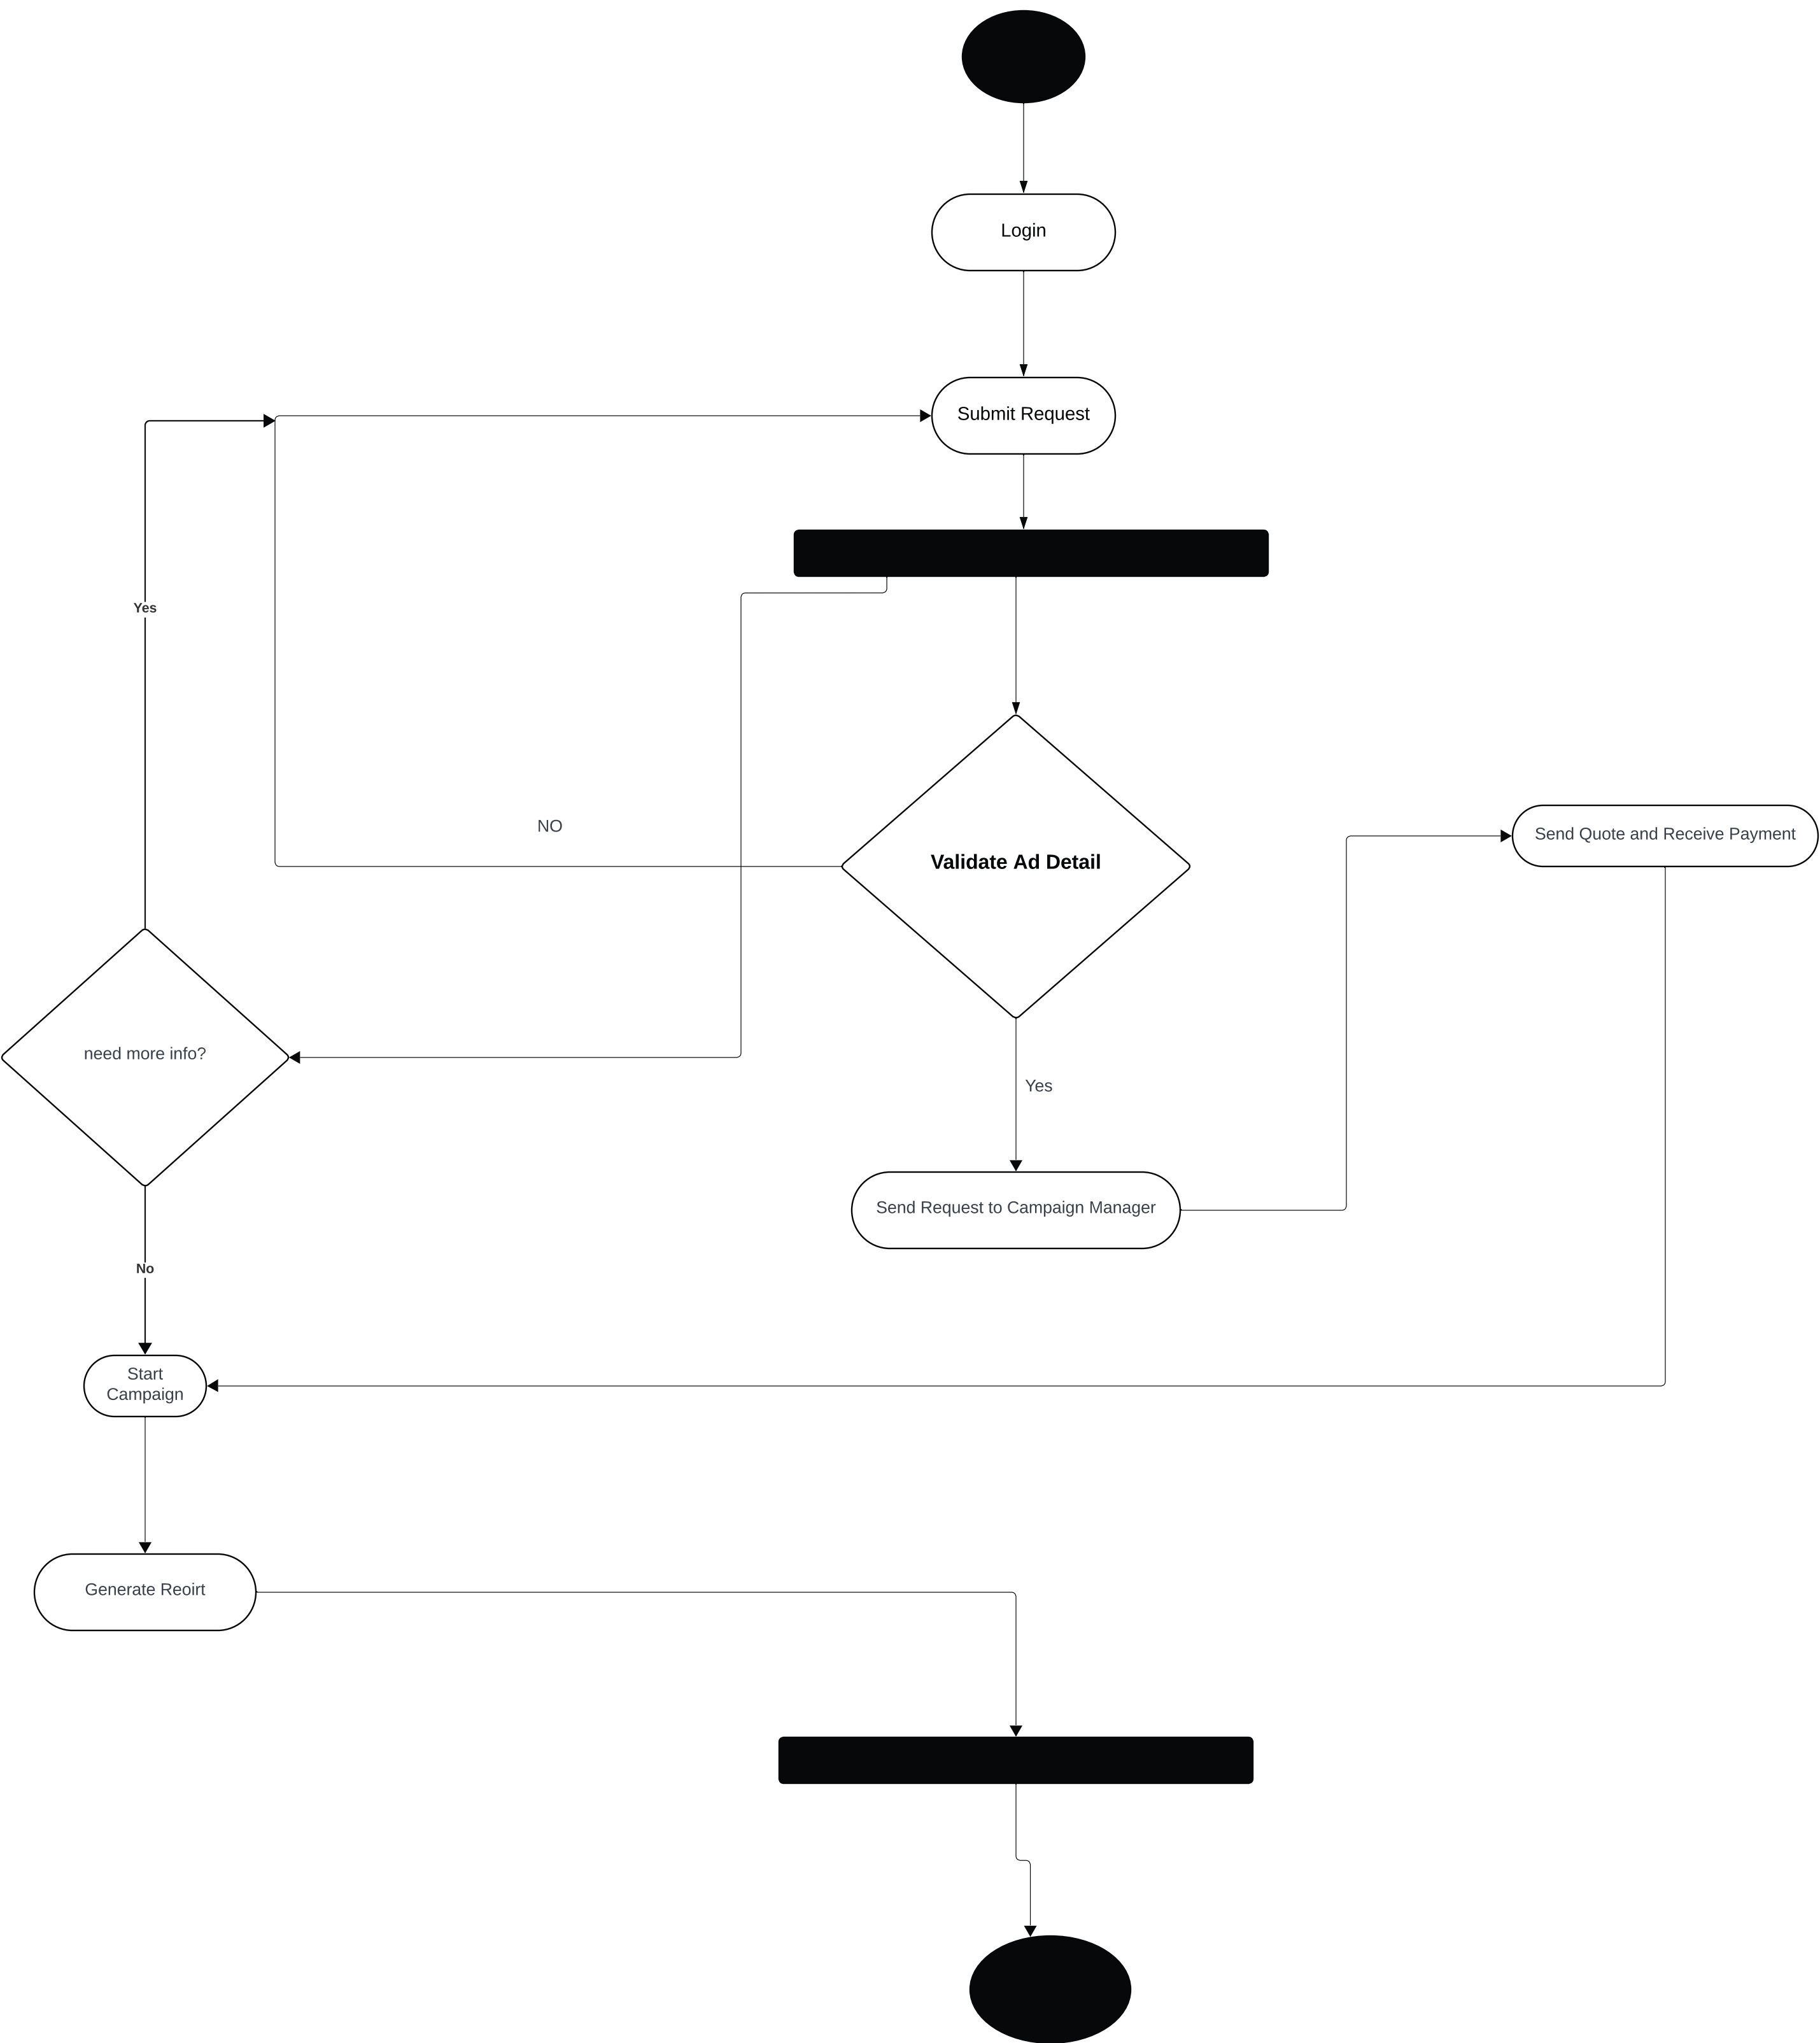 Login
Submit Request
Yes
NO
Validate Ad Detail
Send Quote and Receive Payment
need more info?
Yes
Send Request to Campaign Manager
No
Start
Campaign
Generate Reoirt